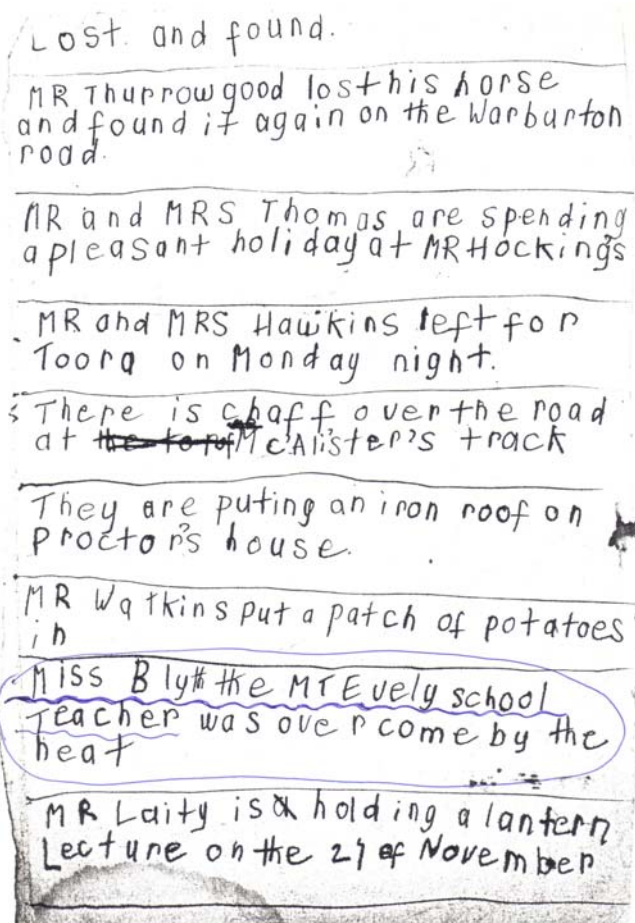 Lost and found.
MR Thurrowgood lost his horse
and found it again on the Warburton
road.
MR and MRS Thomas are spending
a pleasant holiday at MR Hocking's
MR and MRS Hawkins left for
Toora on Monday night.
There is chaff over the road
at McAlister's track
They are puting an iron roof on
Proctor's house.
MR Watkins put a patch of potatoes
in
Miss Blyth the MT Evely school
Teacher was over come by the
heat
MR Laity is holding a lantern
Lecture on the 27 of November